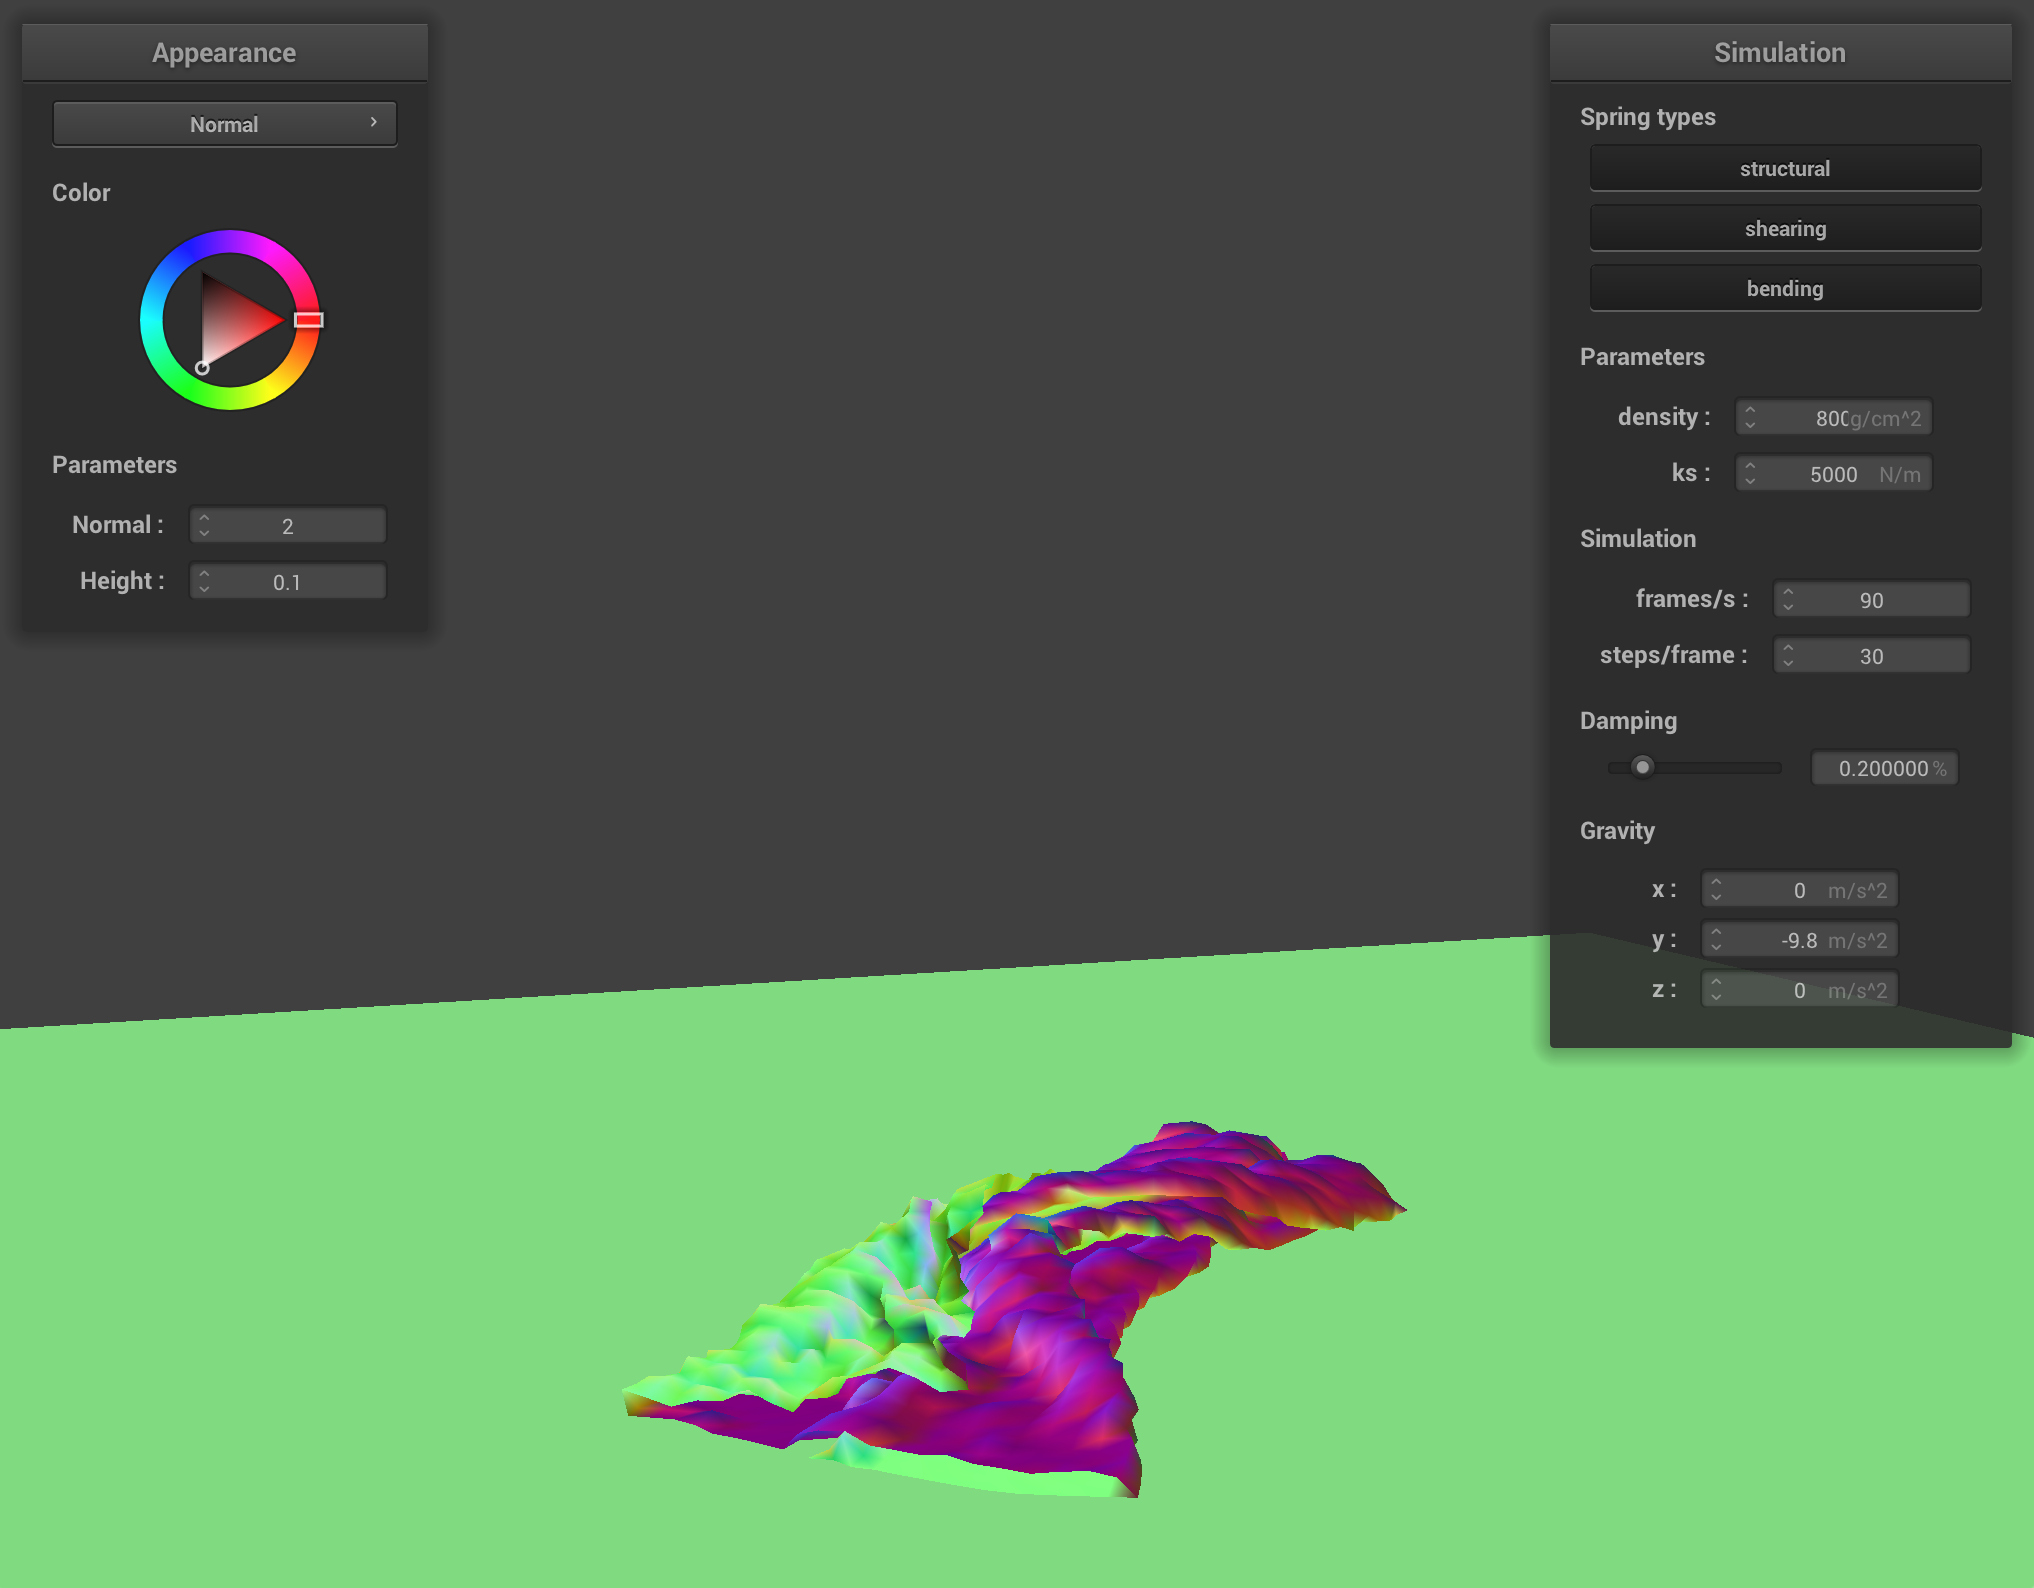 Appearance
Normal
Color
Parameters
Normal : 2
Height : 0.1
Simulation
Spring types
structural
shearing
bending
Parameters
density : 800 g/cm^2
ks : 5000 N/m
Simulation
frames/s : 90
steps/frame : 30
Damping
0.200000 %
Gravity
x : 0 m/s^2
y : -9.8 m/s^2
z : 0 m/s^2